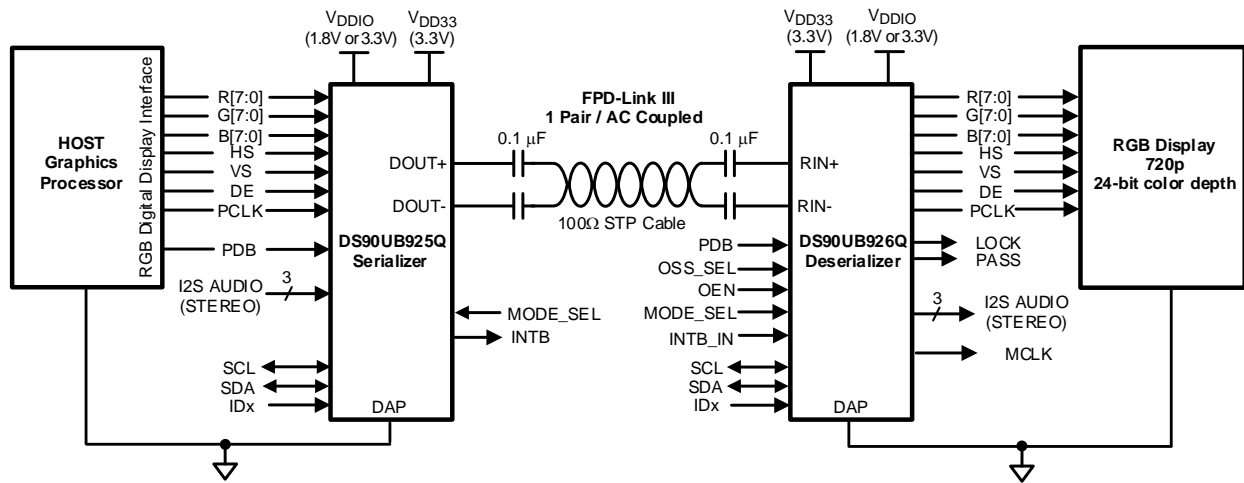 VDDIO
(1.8V or 3.3V)
VDD33
(3.3V)
VDD33
(3.3V)
VDDIO
(1.8V or 3.3V)
HOST
Graphics
Processor
RGB Digital Display Interface
R[7:0]
G[7:0]
B[7:0]
HS
VS
DE
PCLK
PDB
I2S AUDIO
(STEREO)
3
SCL
SDA
IDx
DOUT+
DOUT-
DS90UB925Q
Serializer
DAP
MODE_SEL
INTB
FPD-Link III
1 Pair / AC Coupled
0.1 μF
0.1 μF
100Ω STP Cable
PDB
OSS_SEL
OEN
MODE_SEL
INTB_IN
SCL
SDA
IDx
RIN+
RIN-
DS90UB926Q
Deserializer
DAP
R[7:0]
G[7:0]
B[7:0]
HS
VS
DE
PCLK
LOCK
PASS
3
I2S AUDIO
(STEREO)
MCLK
RGB Display
720p
24-bit color depth